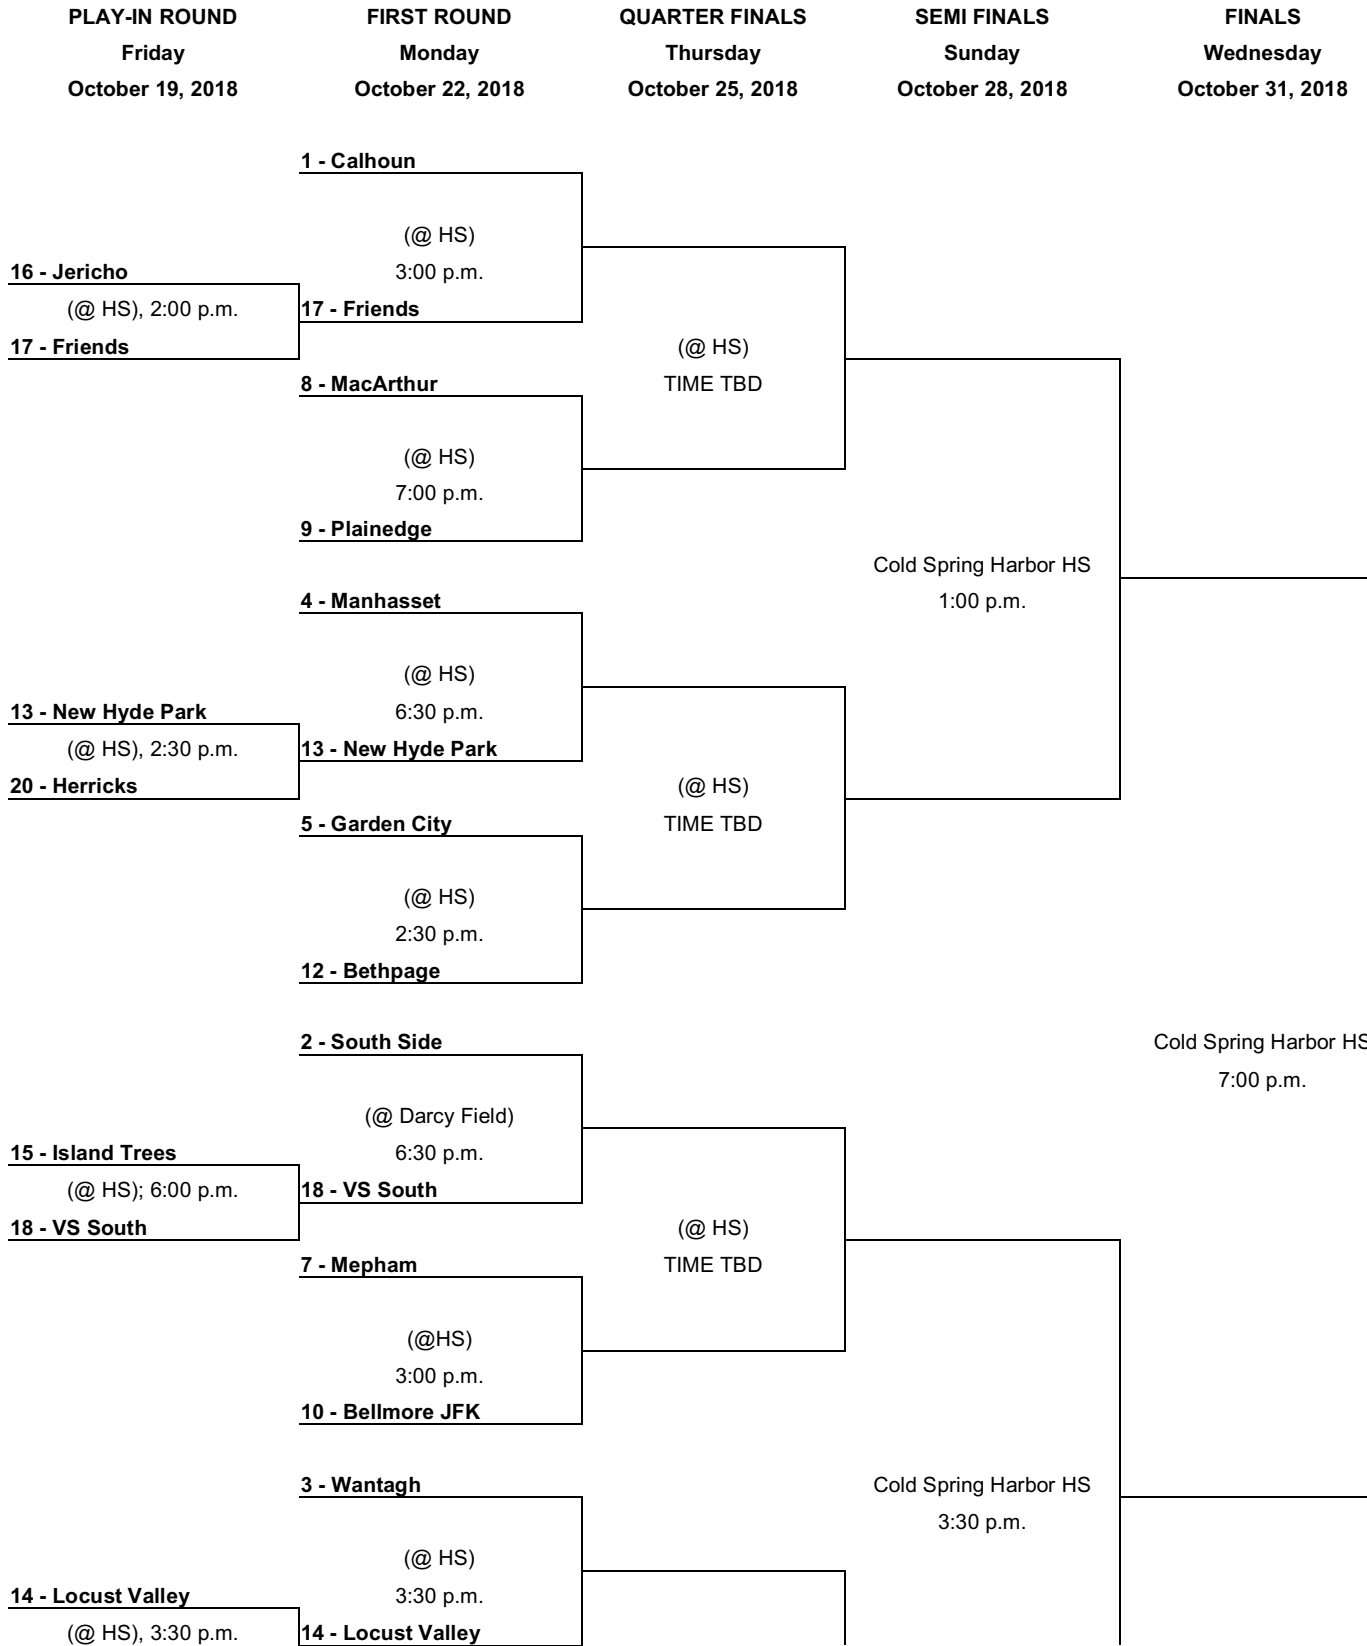 PLAY-IN ROUND FIRST ROUND QUARTER FINALS SEMI FINALS FINALS
Friday Monday Thursday Sunday Wednesday
October 19, 2018 October 22, 2018 October 25, 2018 October 28, 2018 October 31, 2018
1 - Calhoun
(@ HS)
16 - Jericho 3:00 p.m.
(@ HS), 2:00 p.m. 17 - Friends
17 - Friends (@ HS)
8 - MacArthur TIME TBD
(@ HS)
7:00 p.m.
9 - Plainedge
Cold Spring Harbor HS
4 - Manhasset 1:00 p.m.
(@ HS)
13 - New Hyde Park 6:30 p.m.
(@ HS), 2:30 p.m. 13 - New Hyde Park
20 - Herricks (@ HS)
5 - Garden City TIME TBD
(@ HS)
2:30 p.m.
12 - Bethpage
2 - South Side Cold Spring Harbor HS
7:00 p.m.
(@ Darcy Field)
15 - Island Trees 6:30 p.m.
(@ HS); 6:00 p.m. 18 - VS South
18 - VS South (@ HS)
7 - Mepham TIME TBD
(@HS)
3:00 p.m.
10 - Bellmore JFK
3 - Wantagh Cold Spring Harbor HS
3:30 p.m.
(@ HS)
14 - Locust Valley 3:30 p.m.
(@ HS), 3:30 p.m. 14 - Locust Valley